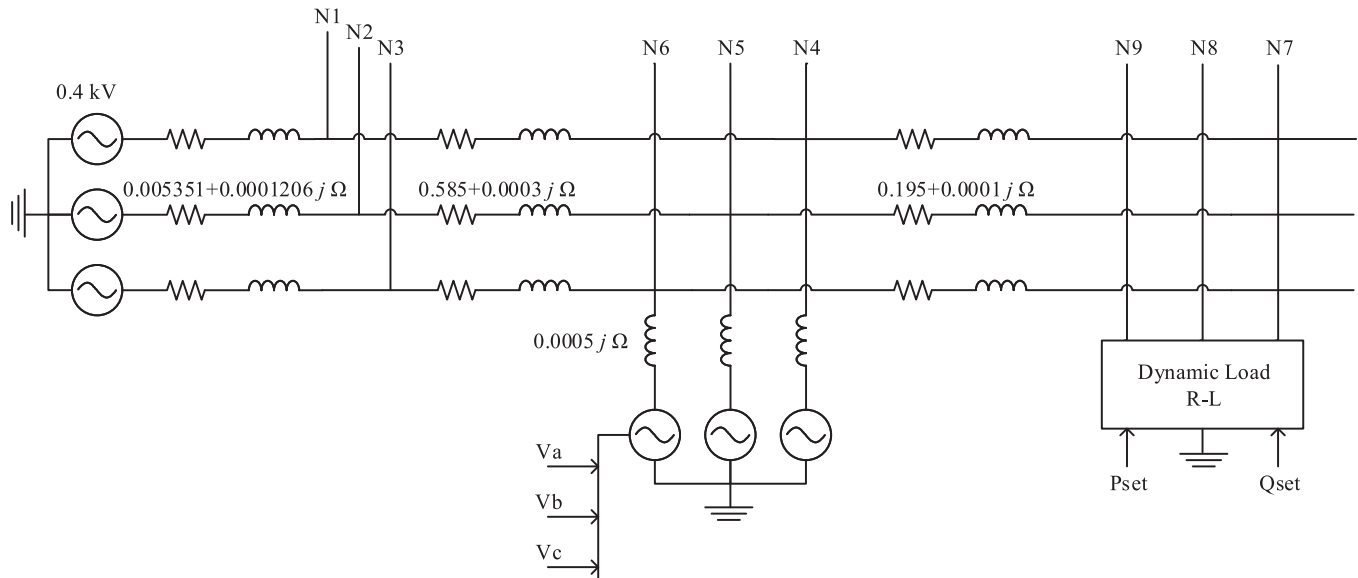 N1
N2
N3
N6
N5
N4
N9
N8
N7
0.4 kV
0.005351+0.0001206 j Ω
0.585+0.0003 j Ω
0.195+0.0001 j Ω
0.0005 j Ω
Dynamic Load
R-L
Va
Vb
Vc
Pset
Qset